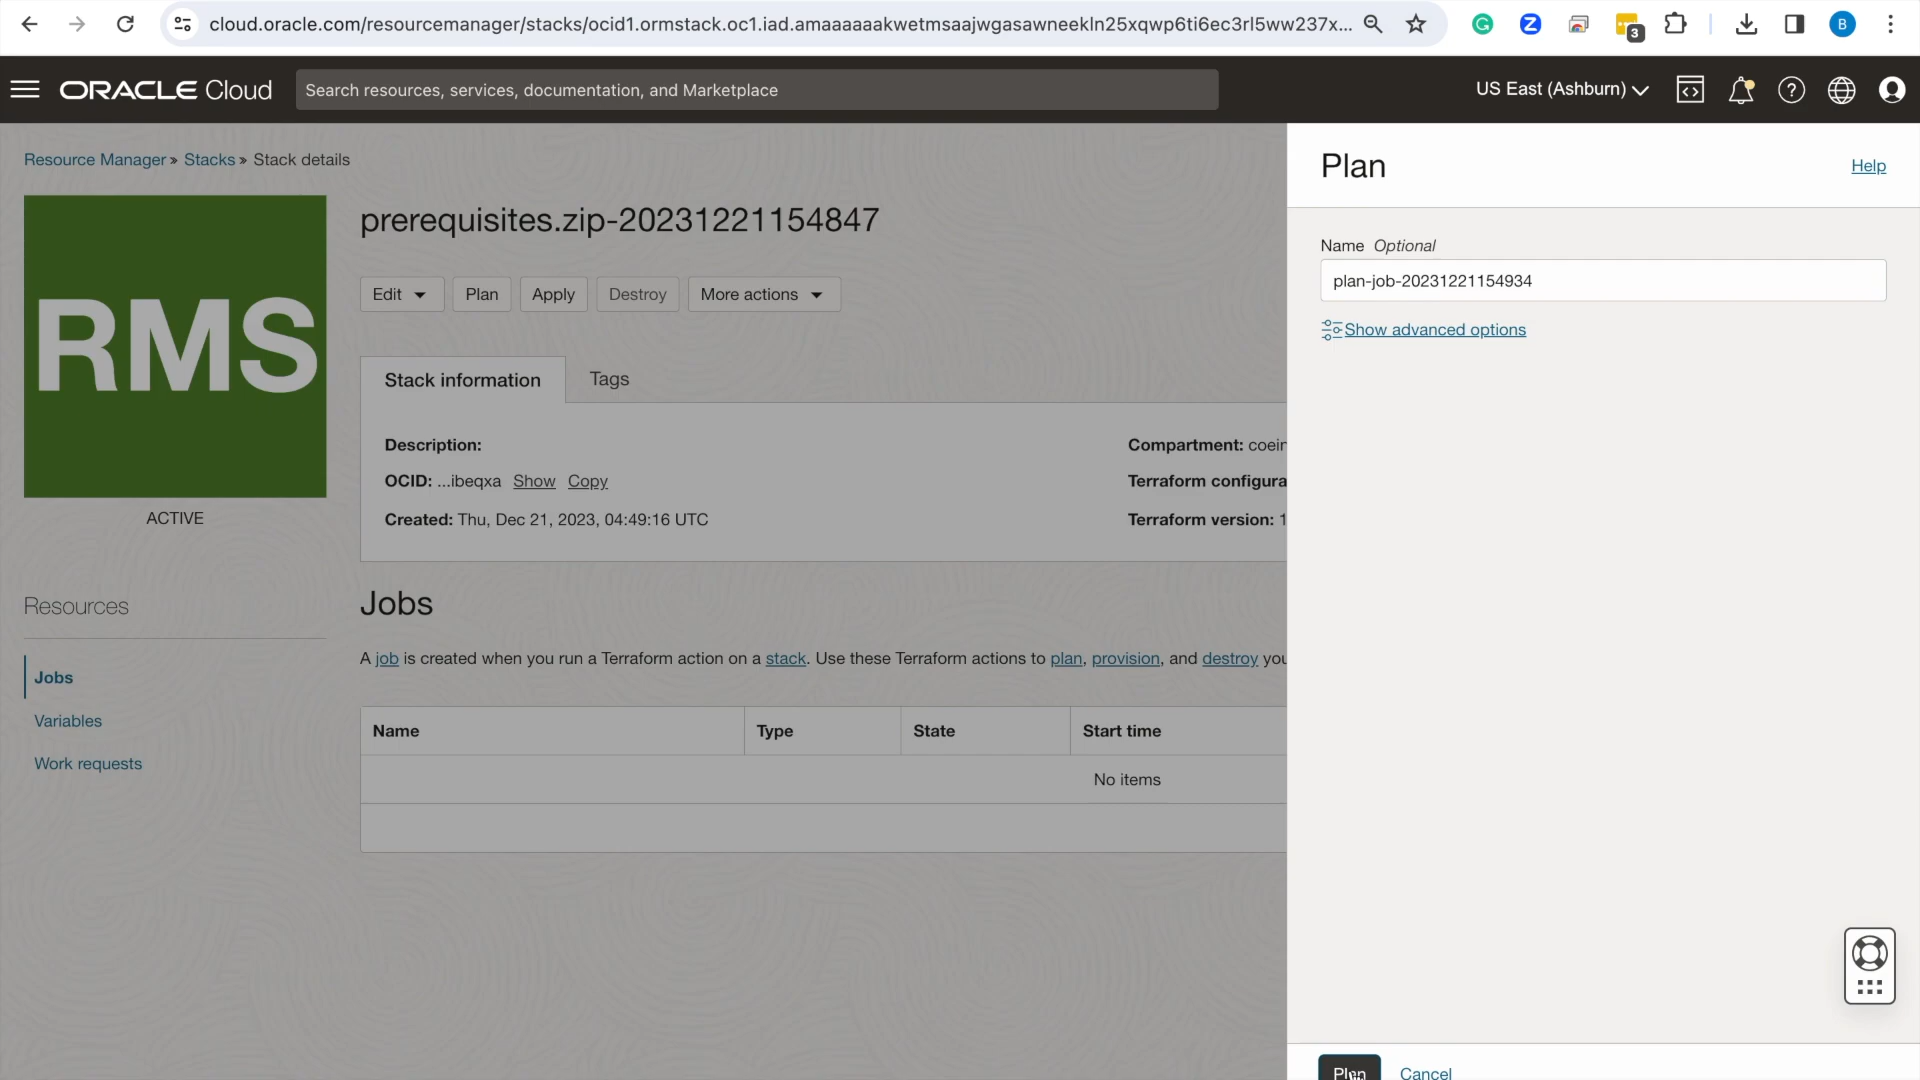 cloud.oracle.com/resourcemanager/stacks/ocid1.ormstack.oc1.iad.amaaaaaakwetmsaajwgasawneekln25xqwp6ti6ec3rl5ww237x...
3
B
ORACLE Cloud
Search resources, services, documentation, and Marketplace
US East (Ashburn)
Resource Manager » Stacks » Stack details
RMS
ACTIVE
prerequisites.zip-20231221154847
Edit
Plan
Apply
Destroy
More actions
Stack information
Tags
Description:
OCID: ...ibeqxa Show Copy
Created: Thu, Dec 21, 2023, 04:49:16 UTC
Compartment: coein
Terraform configura
Terraform version: 1
Resources
Jobs
Variables
Work requests
Jobs
A job is created when you run a Terraform action on a stack. Use these Terraform actions to plan, provision, and destroy you
Name Type State Start time
No items
Plan
Help
Name Optional
plan-job-20231221154934
Show advanced options
Plan
Cancel